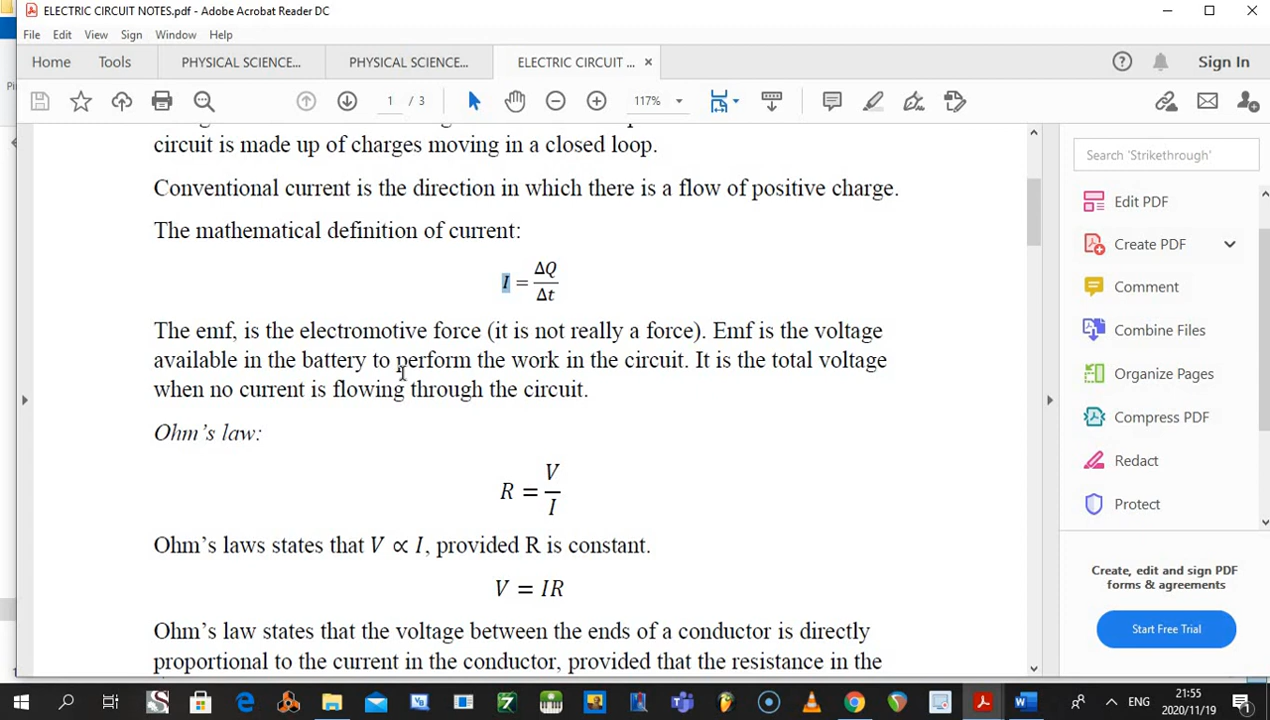 ELECTRIC CIRCUIT NOTES.pdf - Adobe Acrobat Reader DC
File Edit View Sign Window Help
Home Tools PHYSICAL SCIENCE... PHYSICAL SCIENCE... ELECTRIC CIRCUIT ... × Sign In
1 / 3 117%
circuit is made up of charges moving in a closed loop.
Conventional current is the direction in which there is a flow of positive charge.
The mathematical definition of current:
I = ΔQ/Δt
The emf, is the electromotive force (it is not really a force). Emf is the voltage
available in the battery to perform the work in the circuit. It is the total voltage
when no current is flowing through the circuit.
Ohm's law:
R = V/I
Ohm's laws states that V ∝ I, provided R is constant.
V = IR
Ohm's law states that the voltage between the ends of a conductor is directly
proportional to the current in the conductor, provided that the resistance in the
Search 'Strikethrough'
Edit PDF
Create PDF
Comment
Combine Files
Organize Pages
Compress PDF
Redact
Protect
Create, edit and sign PDF
forms & agreements
Start Free Trial
ENG
21:55
2020/11/19
1